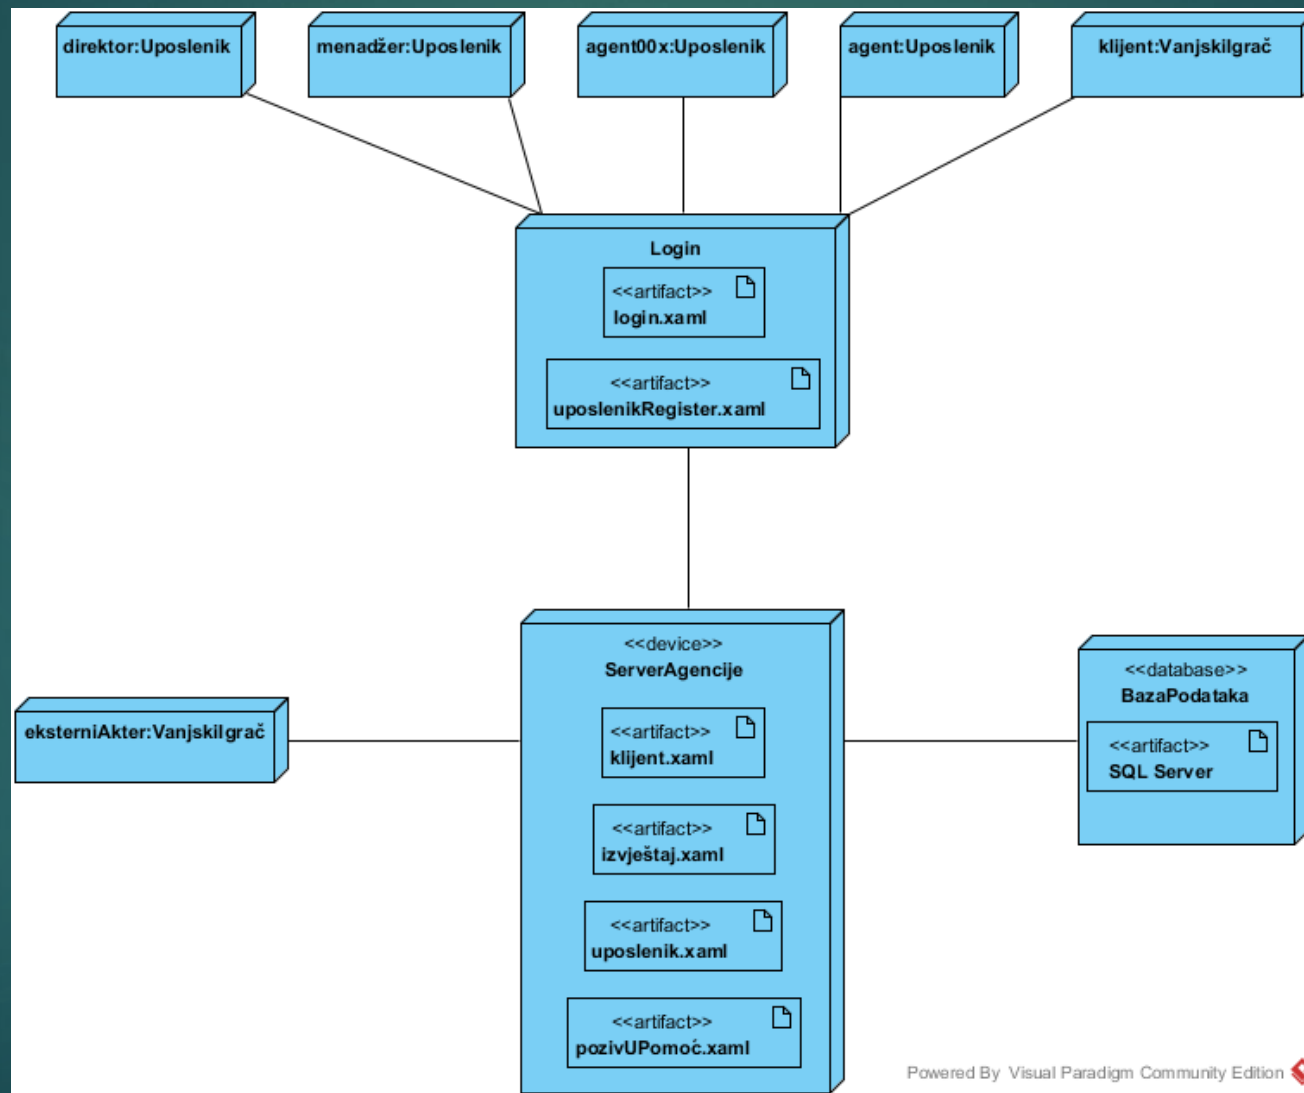 direktor:Uposlenik
menadžer:Uposlenik
agent00x:Uposlenik
agent:Uposlenik
klijent:VanjskiIgrač
Login
<<artifact>>
login.xaml
<<artifact>>
uposlenikRegister.xaml
<<device>>
ServerAgencije
<<artifact>>
klijent.xaml
<<artifact>>
izvještaj.xaml
<<artifact>>
uposlenik.xaml
<<artifact>>
pozivUPomoć.xaml
eksterniAkter:VanjskiIgrač
<<database>>
BazaPodataka
<<artifact>>
SQL Server
Powered By Visual Paradigm Community Edition